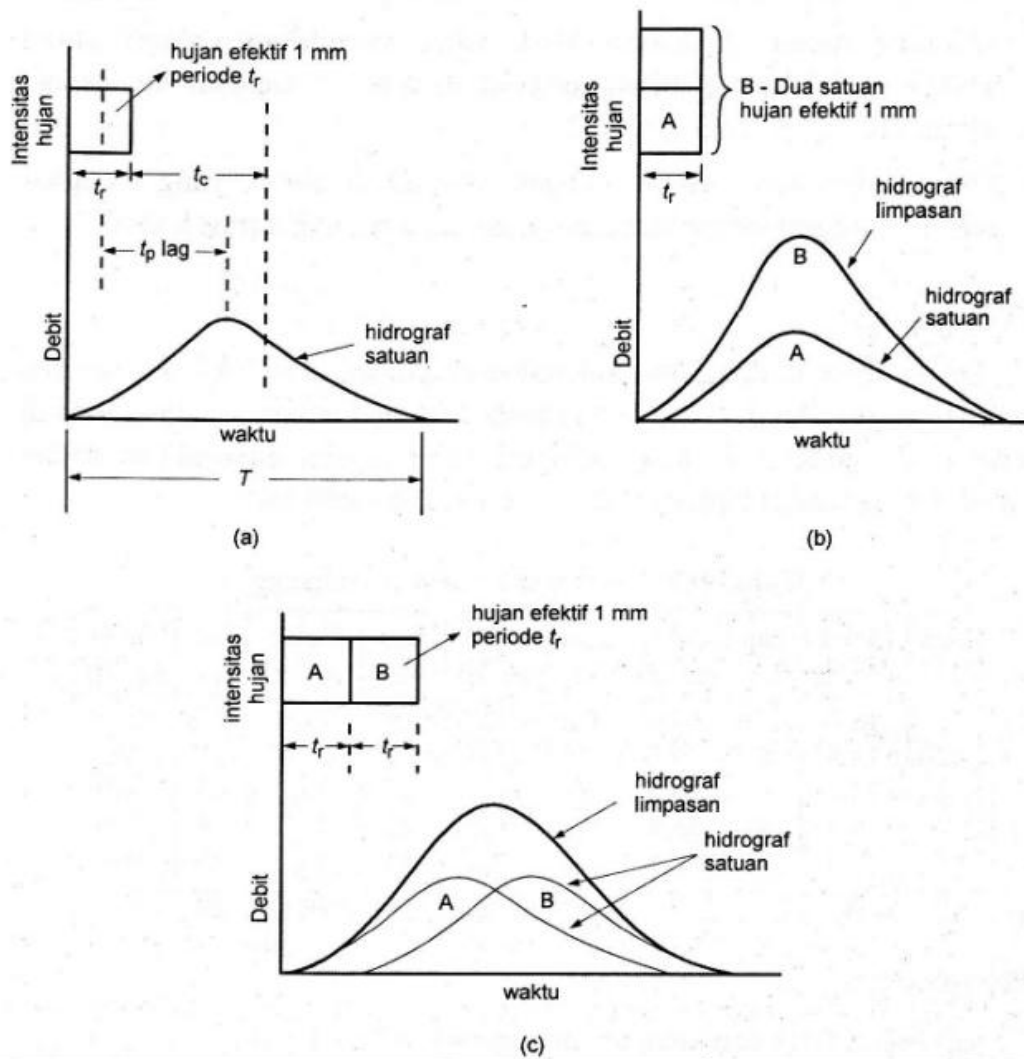 hujan efektif 1 mm
periode tr
Intensitas
hujan
tr
tc
tp lag
Debit
hidrograf
satuan
waktu
T
(a)
Intensitas
hujan
A
B - Dua satuan
hujan efektif 1 mm
tr
hidrograf
limpasan
B
hidrograf
satuan
A
Debit
waktu
(b)
hujan efektif 1 mm
periode tr
intensitas
hujan
A
B
tr
tr
hidrograf
limpasan
hidrograf
satuan
A
B
Debit
waktu
(c)